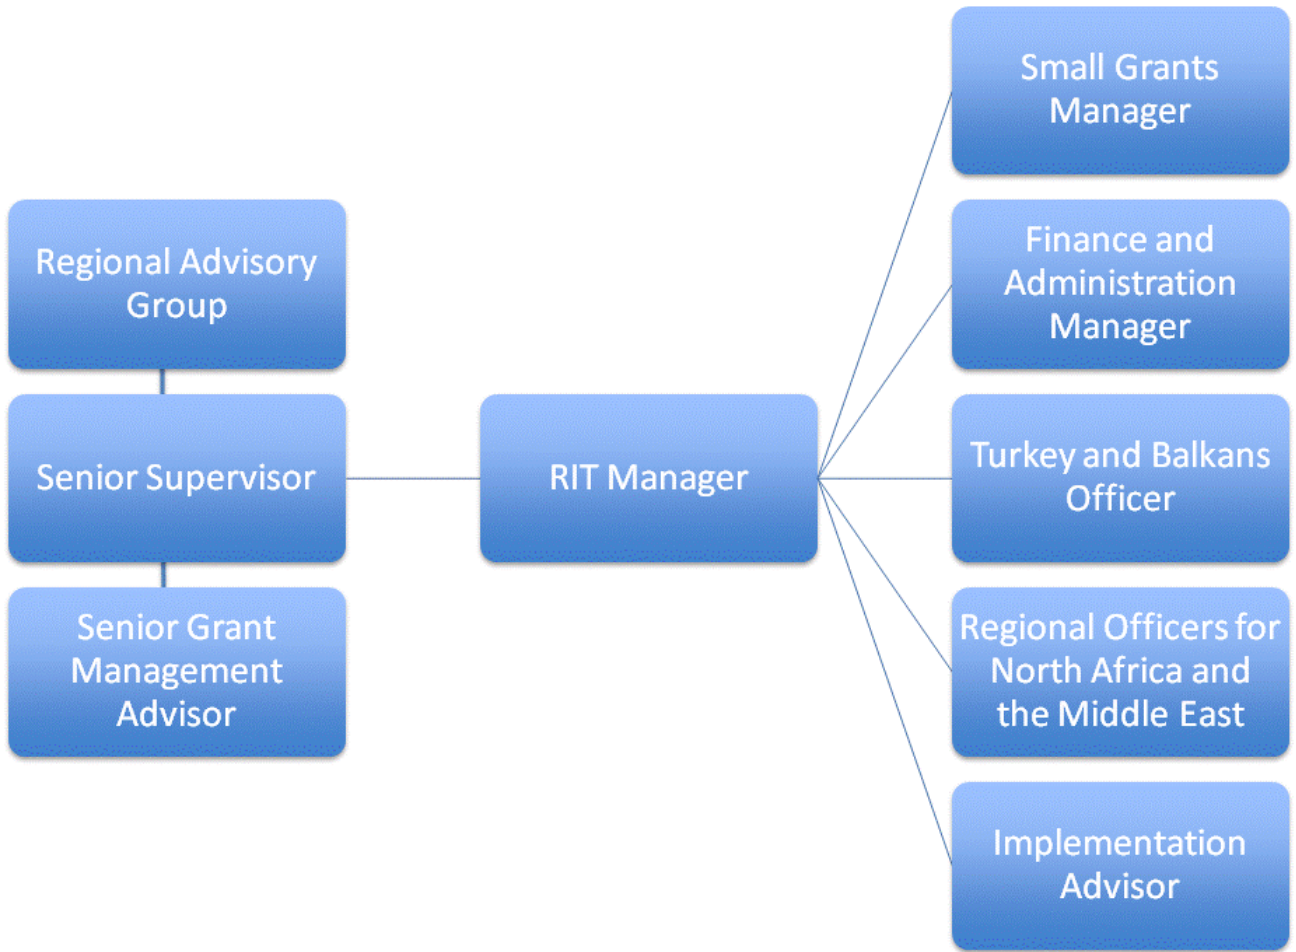 Regional Advisory
Group
Senior Supervisor
Senior Grant
Management
Advisor
RIT Manager
Small Grants
Manager
Finance and
Administration
Manager
Turkey and Balkans
Officer
Regional Officers for
North Africa and
the Middle East
Implementation
Advisor